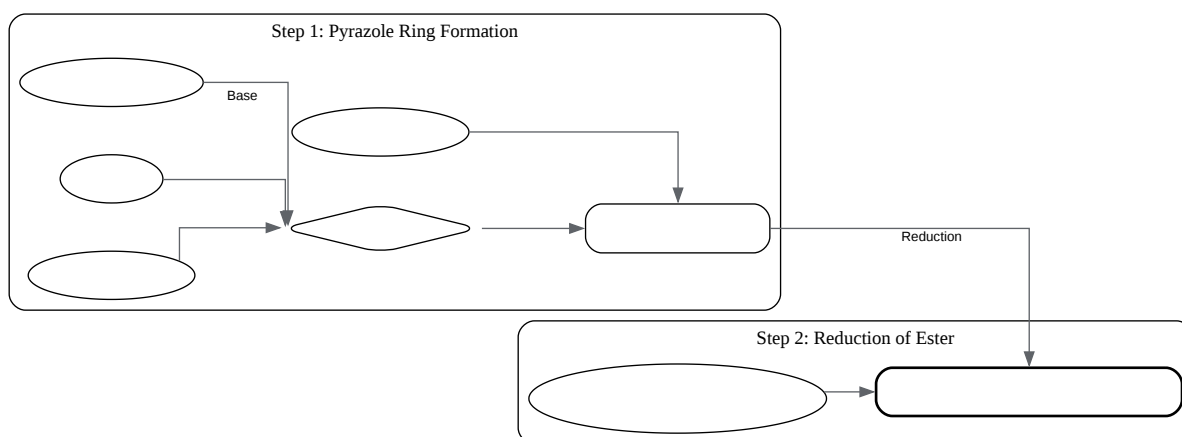 Step 1: Pyrazole Ring Formation
Base
Reduction
Step 2: Reduction of Ester